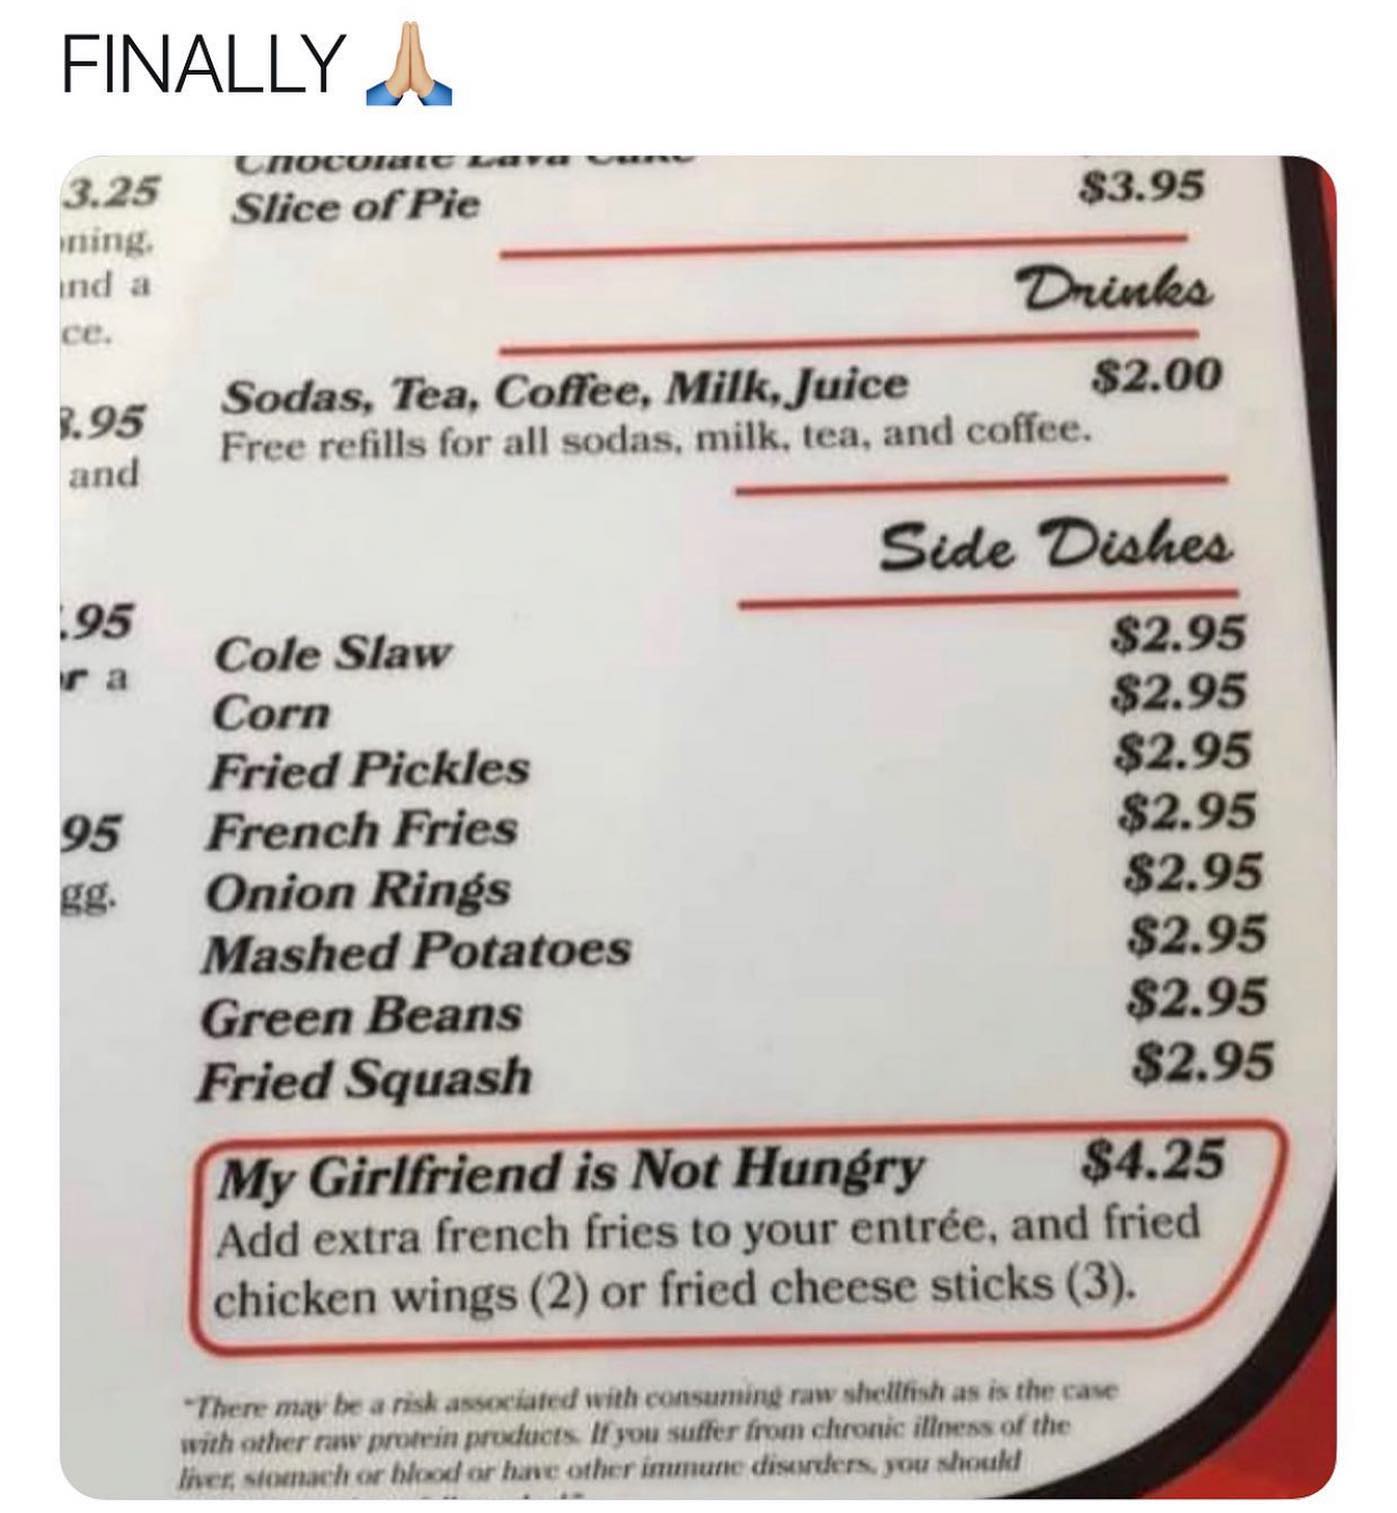 FINALLY 🙏🏼
3.25
ning.
and a
ce.
8.95
and
.95
r a
95
gg.
Chocolate Lava Cake
Slice of Pie $3.95
Drinks
Sodas, Tea, Coffee, Milk, Juice $2.00
Free refills for all sodas, milk, tea, and coffee.
Side Dishes
Cole Slaw $2.95
Corn $2.95
Fried Pickles $2.95
French Fries $2.95
Onion Rings $2.95
Mashed Potatoes $2.95
Green Beans $2.95
Fried Squash $2.95
My Girlfriend is Not Hungry $4.25
Add extra french fries to your entrée, and fried
chicken wings (2) or fried cheese sticks (3).
"There may be a risk associated with consuming raw shellfish as is the case
with other raw protein products. If you suffer from chronic illness of the
liver, stomach or blood or have other immune disorders, you should